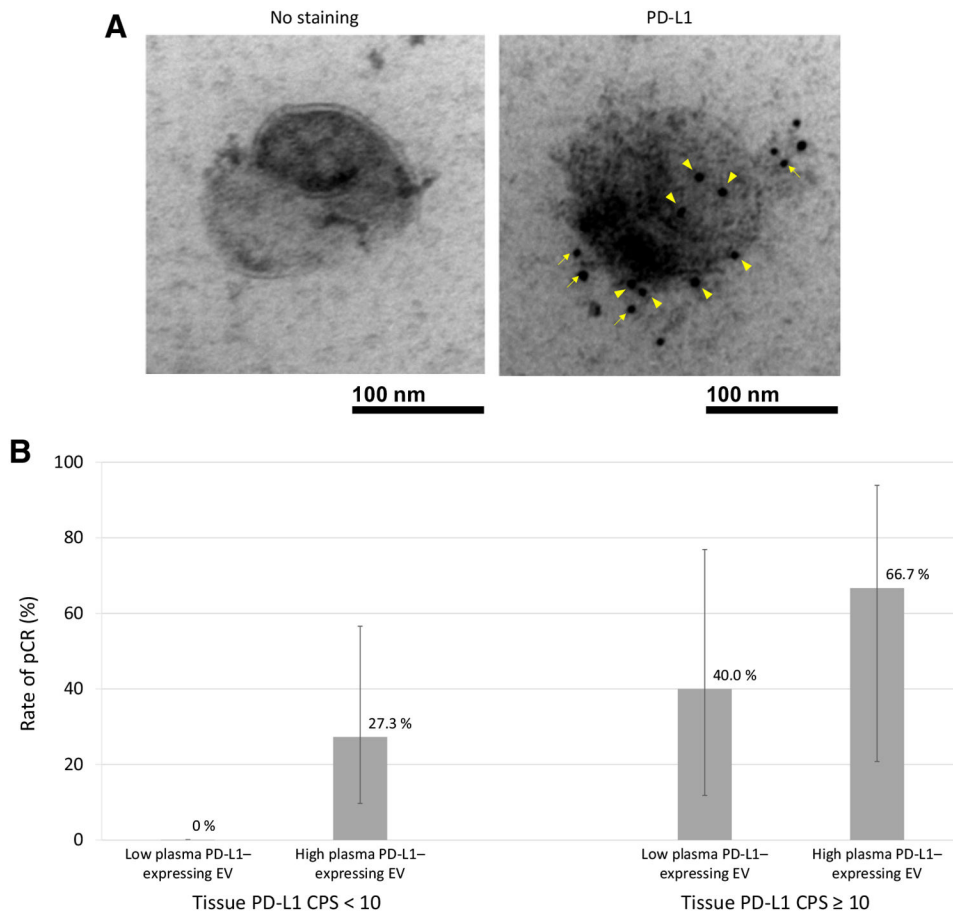 A
No staining
PD-L1
100 nm
100 nm
B
Rate of pCR (%)
100
80
60
40
20
0
0 %
27.3 %
40.0 %
66.7 %
Low plasma PD-L1–
expressing EV
High plasma PD-L1–
expressing EV
Low plasma PD-L1–
expressing EV
High plasma PD-L1–
expressing EV
Tissue PD-L1 CPS < 10
Tissue PD-L1 CPS ≥ 10